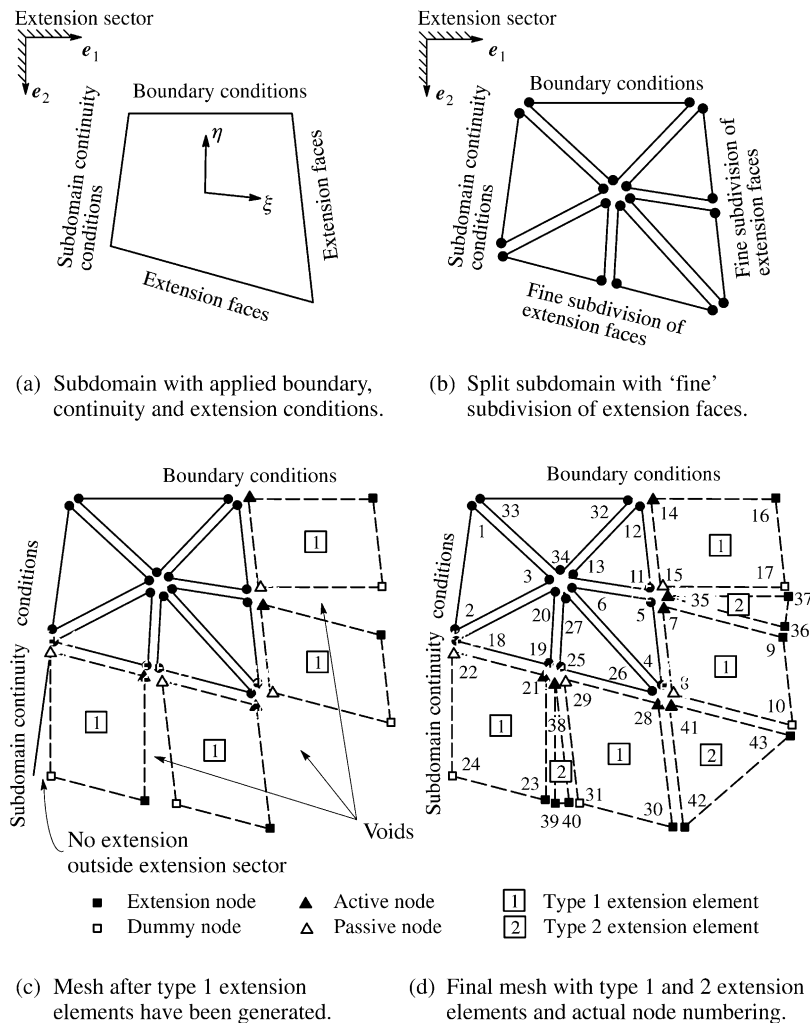 Extension sector
e1
e2
Boundary conditions
Subdomain continuity
conditions
η
ξ
Extension faces
Extension faces
(a) Subdomain with applied boundary,
continuity and extension conditions.
Extension sector
e1
e2
Boundary conditions
Subdomain continuity
conditions
Fine subdivision of
extension faces
Fine subdivision of
extension faces
(b) Split subdomain with ‘fine’
subdivision of extension faces.
Boundary conditions
Subdomain continuity conditions
1
1
1
1
Voids
No extension
outside extension sector
Boundary conditions
Subdomain continuity conditions
33 32 14 16
1 12 1
34 13 11 15 17
3 35 2 37
2 20 6 5 7 36
18 27 9
19 25 4 8 1
22 21 29 26 10
1 38 28 41 43
1 2
24 2
23 31 30 42
39 40
Extension node
Active node
1 Type 1 extension element
Dummy node
Passive node
2 Type 2 extension element
(c) Mesh after type 1 extension
elements have been generated.
(d) Final mesh with type 1 and 2 extension
elements and actual node numbering.